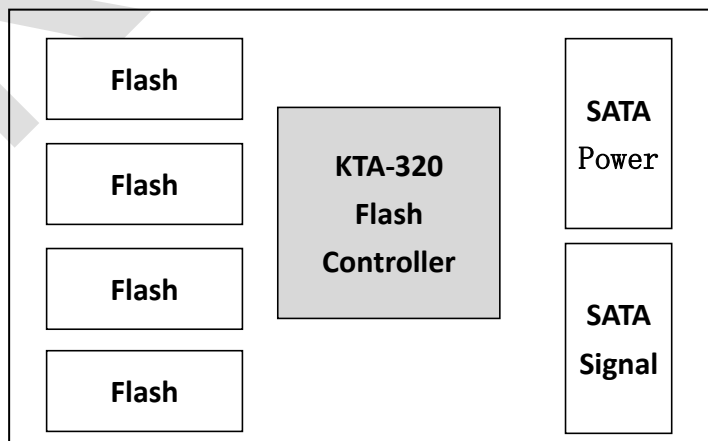 Flash
Flash
Flash
Flash
KTA-320
Flash
Controller
SATA
Power
SATA
Signal